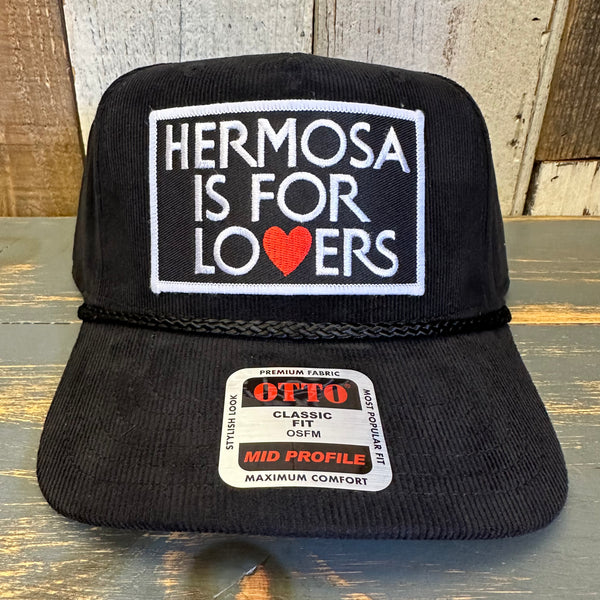 HERMOSA
IS FOR
LO♥ERS
PREMIUM FABRIC
STYLISH LOOK
OTTO
MOST POPULAR FIT
CLASSIC
FIT
OSFM
MID PROFILE
MAXIMUM COMFORT